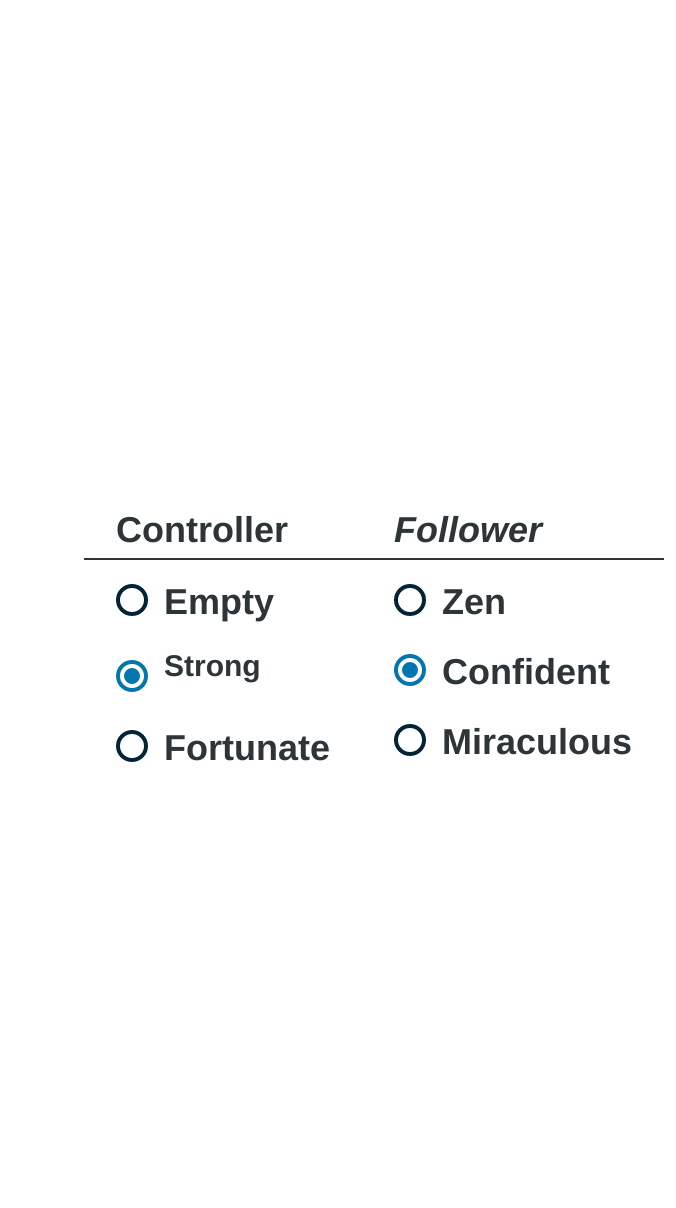 Controller Follower
Empty Zen
Strong Confident
Fortunate Miraculous